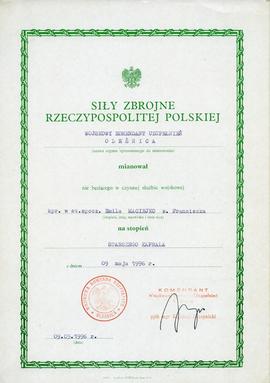 SIŁY ZBROJNE
RZECZYPOSPOLITEJ POLSKIEJ
WOJSKOWY KOMENDANT UZUPEŁNIEŃ
OLEŚNICA
mianował
nie będącego w czynnej służbie wojskowej
kpr. w st.spocz. Emila MACIEJKO s. Franciszka
na stopień
STARSZEGO KAPRALA
z dniem 09 maja 1996 r.
KOMENDANT
09.05.1996 r.